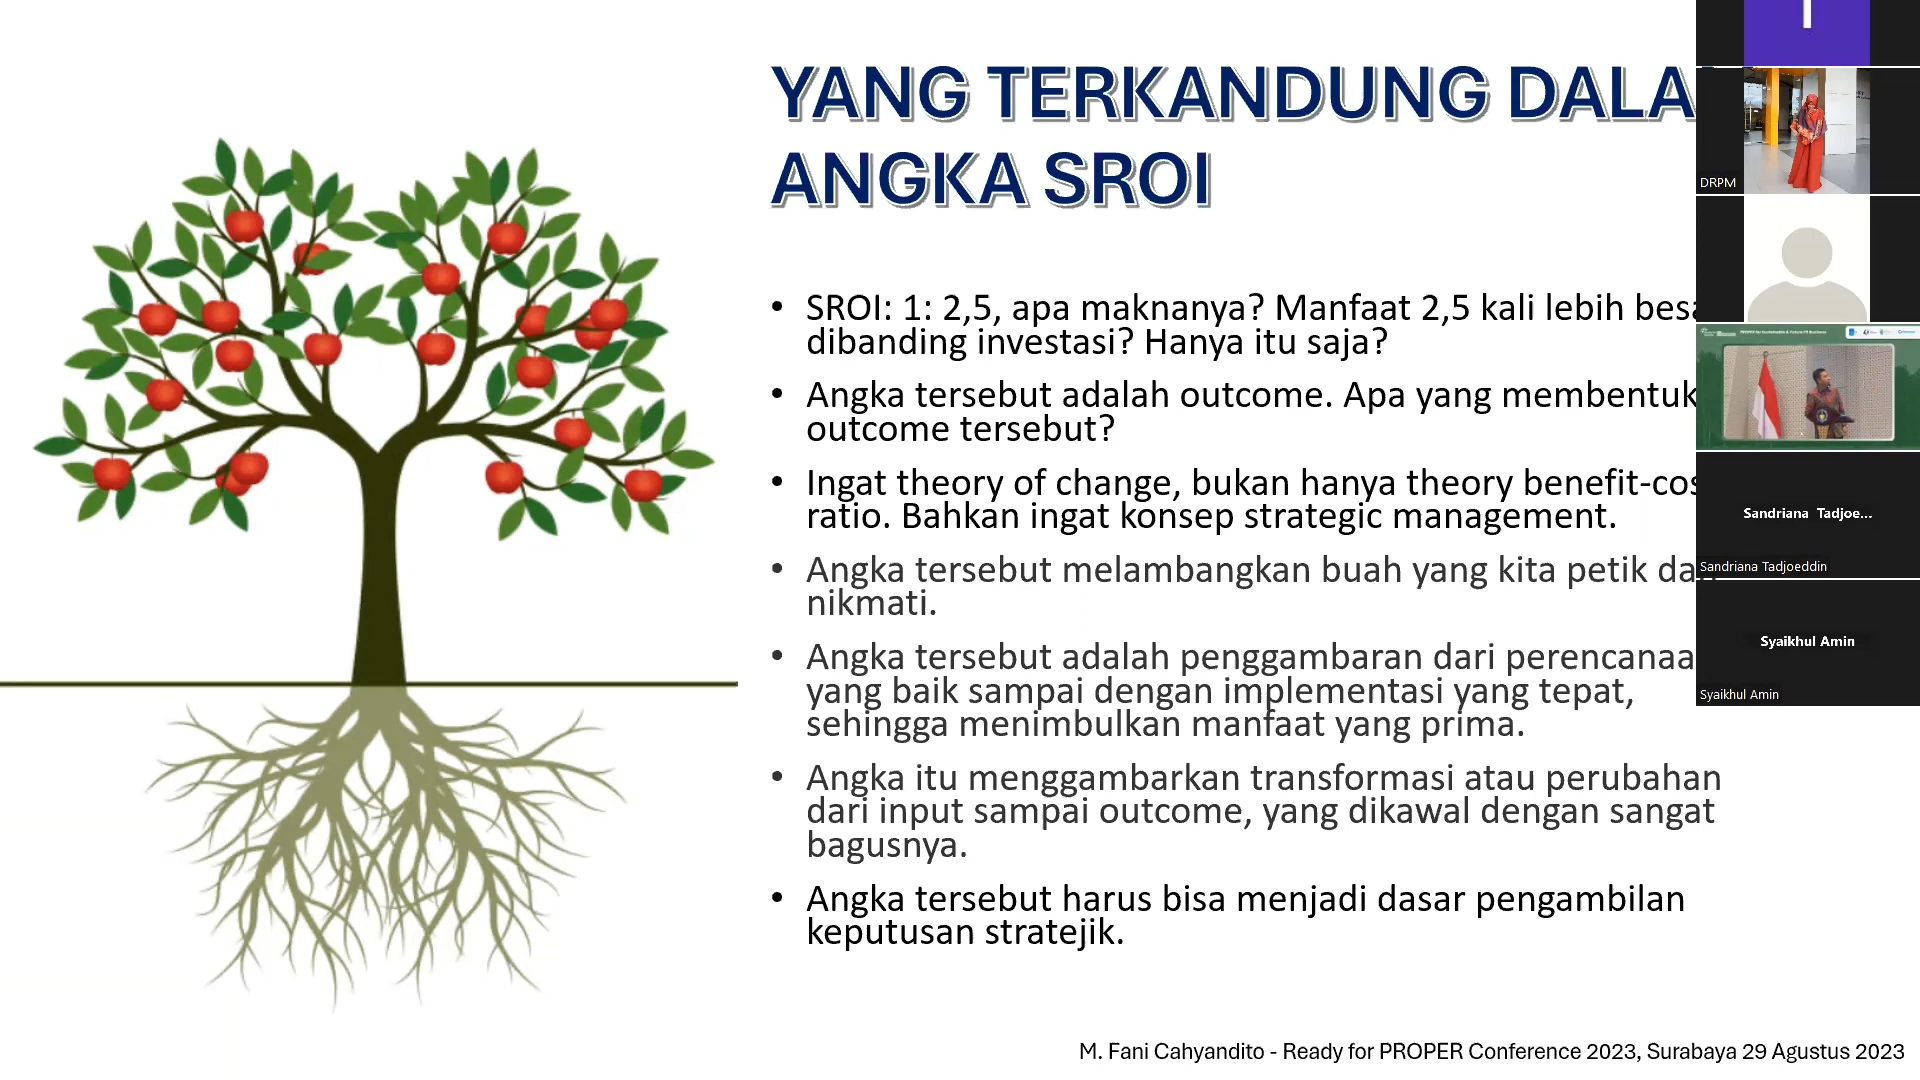 YANG TERKANDUNG DALA
ANGKA SROI
• SROI: 1: 2,5, apa maknanya? Manfaat 2,5 kali lebih besa
dibanding investasi? Hanya itu saja?
• Angka tersebut adalah outcome. Apa yang membentuk
outcome tersebut?
• Ingat theory of change, bukan hanya theory benefit-cos
ratio. Bahkan ingat konsep strategic management.
• Angka tersebut melambangkan buah yang kita petik dan
nikmati.
• Angka tersebut adalah penggambaran dari perencanaa
yang baik sampai dengan implementasi yang tepat,
sehingga menimbulkan manfaat yang prima.
• Angka itu menggambarkan transformasi atau perubahan
dari input sampai outcome, yang dikawal dengan sangat
bagusnya.
• Angka tersebut harus bisa menjadi dasar pengambilan
keputusan stratejik.
M. Fani Cahyandito - Ready for PROPER Conference 2023, Surabaya 29 Agustus 2023
DRPM
Sandriana Tadjoe...
Sandriana Tadjoeddin
Syaikhul Amin
Syaikhul Amin